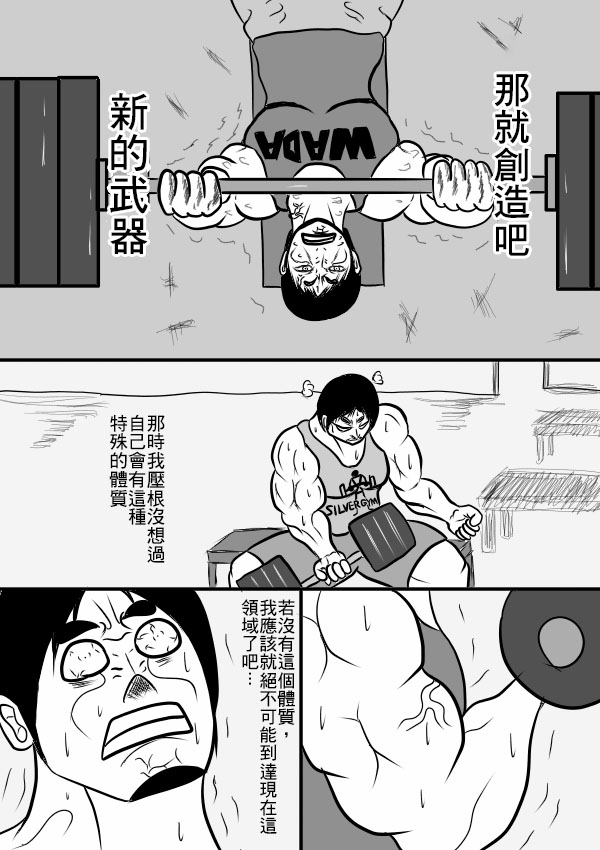 那就創造吧
新的武器
WADA
那時我壓根沒想過
自己會有這種
特殊的體質
SILVERGYM
若沒有這個體質，
我應該就絕不可能到達現在這
領域了吧…